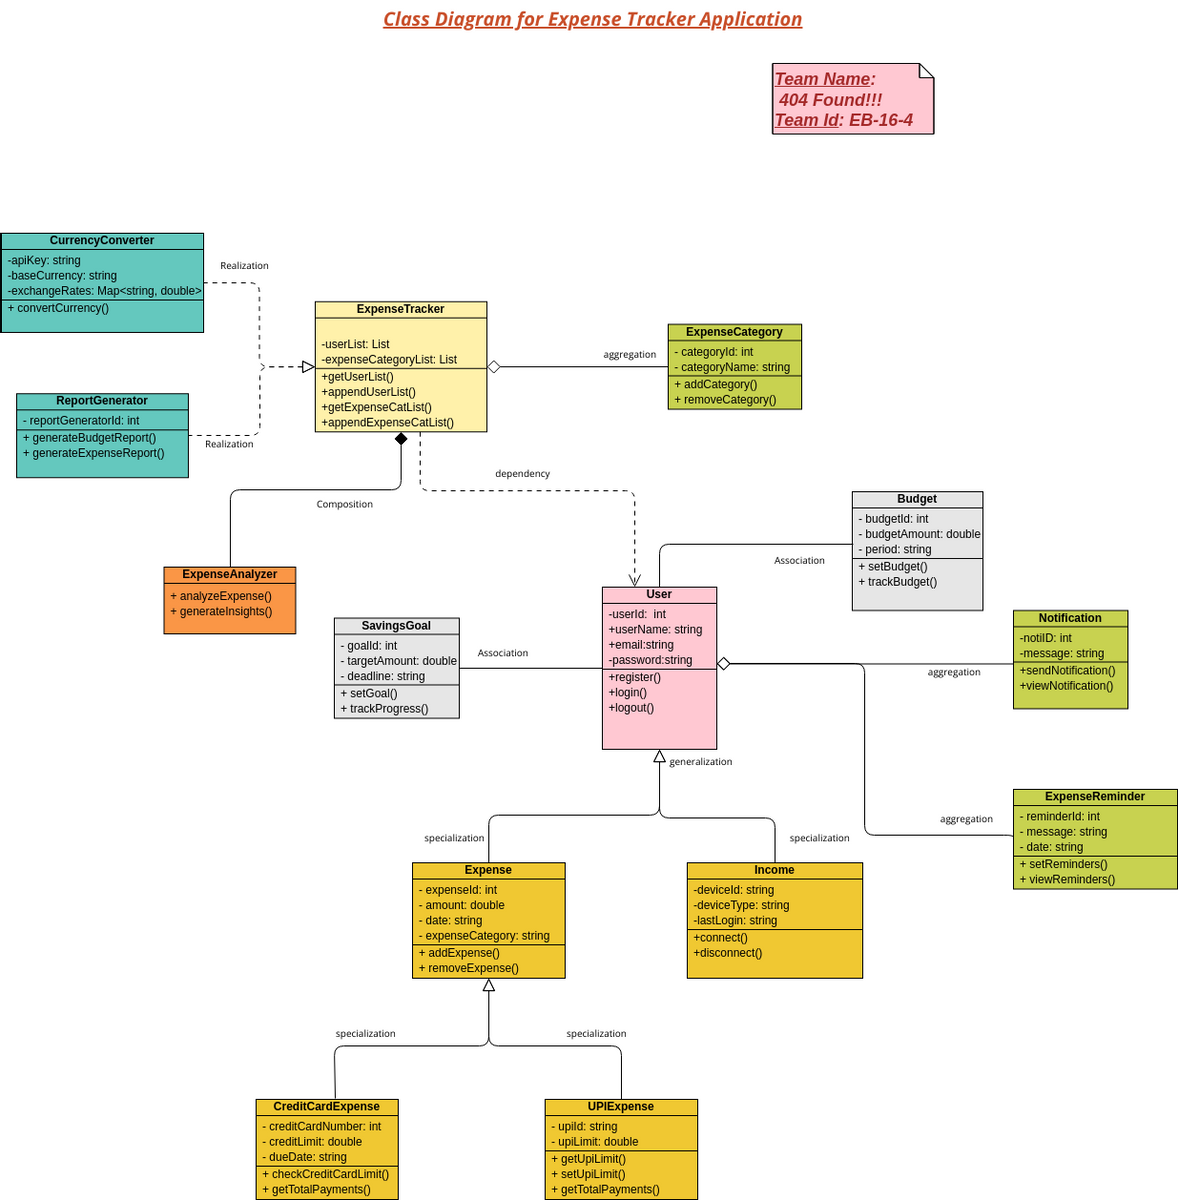 Class Diagram for Expense Tracker Application
Team Name:
404 Found!!!
Team Id: EB-16-4
CurrencyConverter
-apiKey: string
-baseCurrency: string
-exchangeRates: Map<string, double>
+ convertCurrency()
Realization
ReportGenerator
- reportGeneratorId: int
+ generateBudgetReport()
+ generateExpenseReport()
Realization
ExpenseTracker
-userList: List
-expenseCategoryList: List
+getUserList()
+appendUserList()
+getExpenseCatList()
+appendExpenseCatList()
aggregation
ExpenseCategory
- categoryId: int
- categoryName: string
+ addCategory()
+ removeCategory()
Composition
dependency
ExpenseAnalyzer
+ analyzeExpense()
+ generateInsights()
Budget
- budgetId: int
- budgetAmount: double
- period: string
+ setBudget()
+ trackBudget()
Association
SavingsGoal
- goalId: int
- targetAmount: double
- deadline: string
+ setGoal()
+ trackProgress()
Association
User
-userId: int
+userName: string
+email:string
-password:string
+register()
+login()
+logout()
Notification
-notiID: int
-message: string
+sendNotification()
+viewNotification()
aggregation
generalization
ExpenseReminder
- reminderId: int
- message: string
- date: string
+ setReminders()
+ viewReminders()
aggregation
specialization
specialization
Expense
- expenseId: int
- amount: double
- date: string
- expenseCategory: string
+ addExpense()
+ removeExpense()
Income
-deviceId: string
-deviceType: string
-lastLogin: string
+connect()
+disconnect()
specialization
specialization
CreditCardExpense
- creditCardNumber: int
- creditLimit: double
- dueDate: string
+ checkCreditCardLimit()
+ getTotalPayments()
UPIExpense
- upiId: string
- upiLimit: double
+ getUpiLimit()
+ setUpiLimit()
+ getTotalPayments()